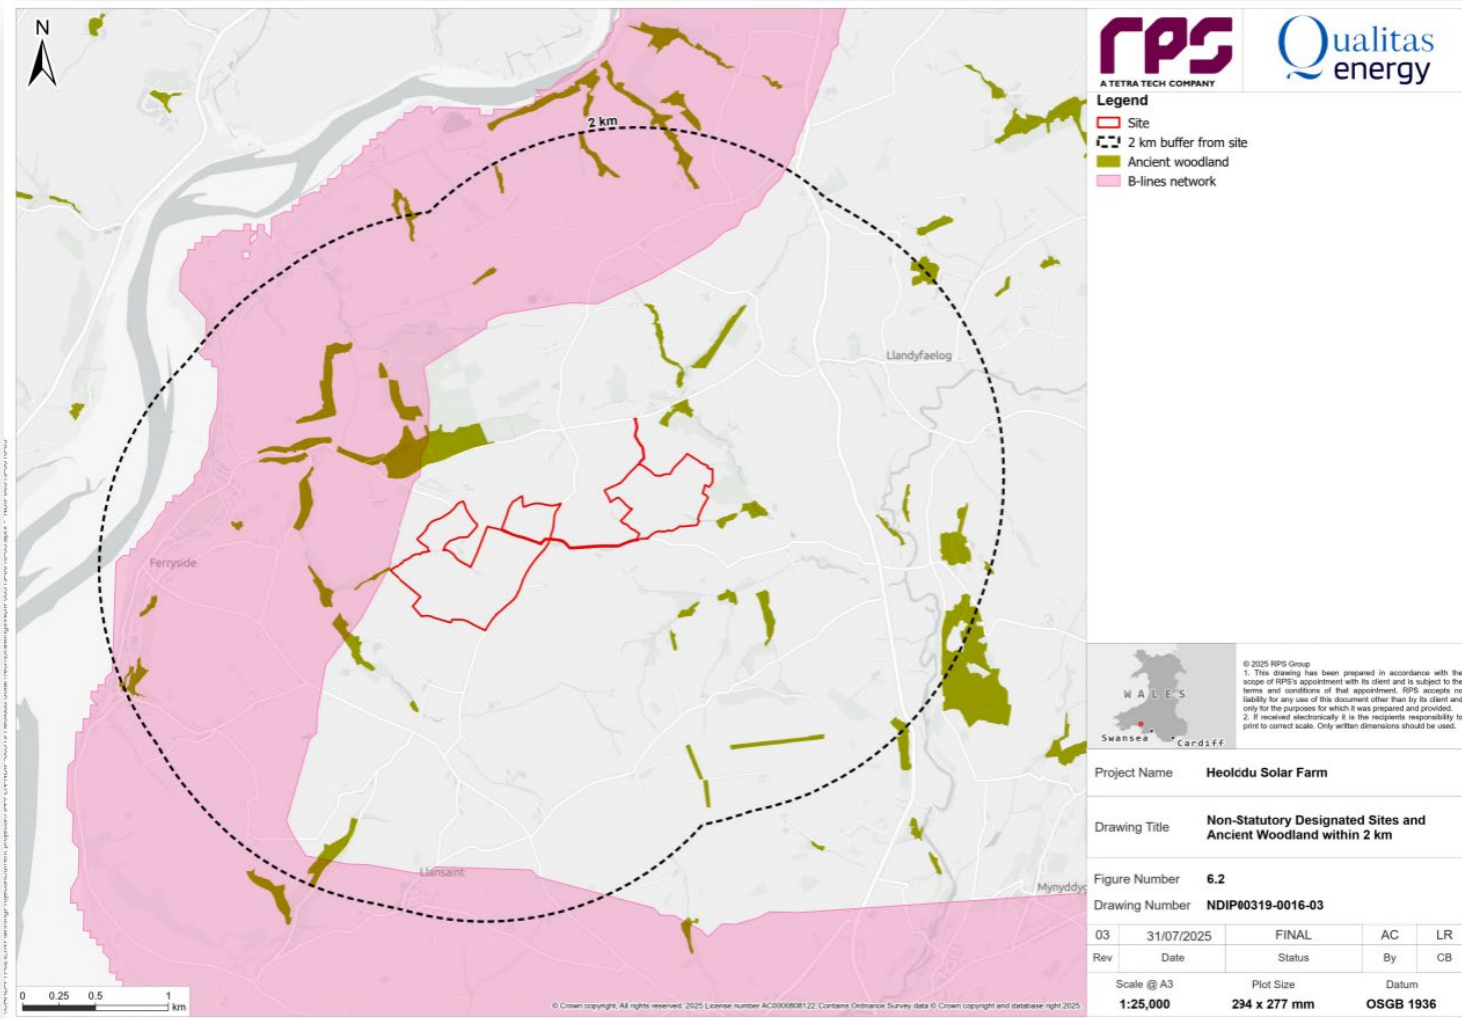 N
2 km
Llandyfaelog
Ferryside
Llansaint
0 0.25 0.5 1
km
© Crown copyright, All rights reserved. 2025 License number AC0000808122 Contains Ordnance Survey data © Crown copyright and database right 2025
rps
A TETRA TECH COMPANY
Qualitas
energy
Legend
Site
2 km buffer from site
Ancient woodland
B-lines network
WALES
Swansea
Cardiff
© 2025 RPS Group
1. This drawing has been prepared in accordance with the
scope of RPS's appointment with its client and is subject to the
terms and conditions of that appointment. RPS accepts no
liability for any use of this document other than by its client and
only for the purposes for which it was prepared and provided.
2. If received electronically it is the recipients responsibility to
print to correct scale. Only written dimensions should be used.
Project Name Heolddu Solar Farm
Drawing Title Non-Statutory Designated Sites and
Ancient Woodland within 2 km
Figure Number 6.2
Drawing Number NDIP00319-0016-03
03 31/07/2025 FINAL AC LR
Rev Date Status By CB
Scale @ A3 Plot Size Datum
1:25,000 294 x 277 mm OSGB 1936